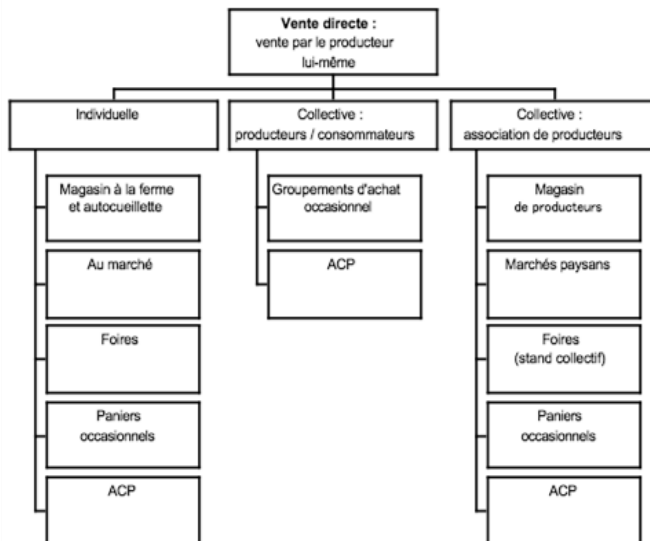 Vente directe :
vente par le producteur
lui-même
Individuelle
Magasin à la ferme
et autocueillette
Au marché
Foires
Paniers
occasionnels
ACP
Collective :
producteurs / consommateurs
Groupements d'achat
occasionnel
ACP
Collective :
association de producteurs
Magasin
de producteurs
Marchés paysans
Foires
(stand collectif)
Paniers
occasionnels
ACP